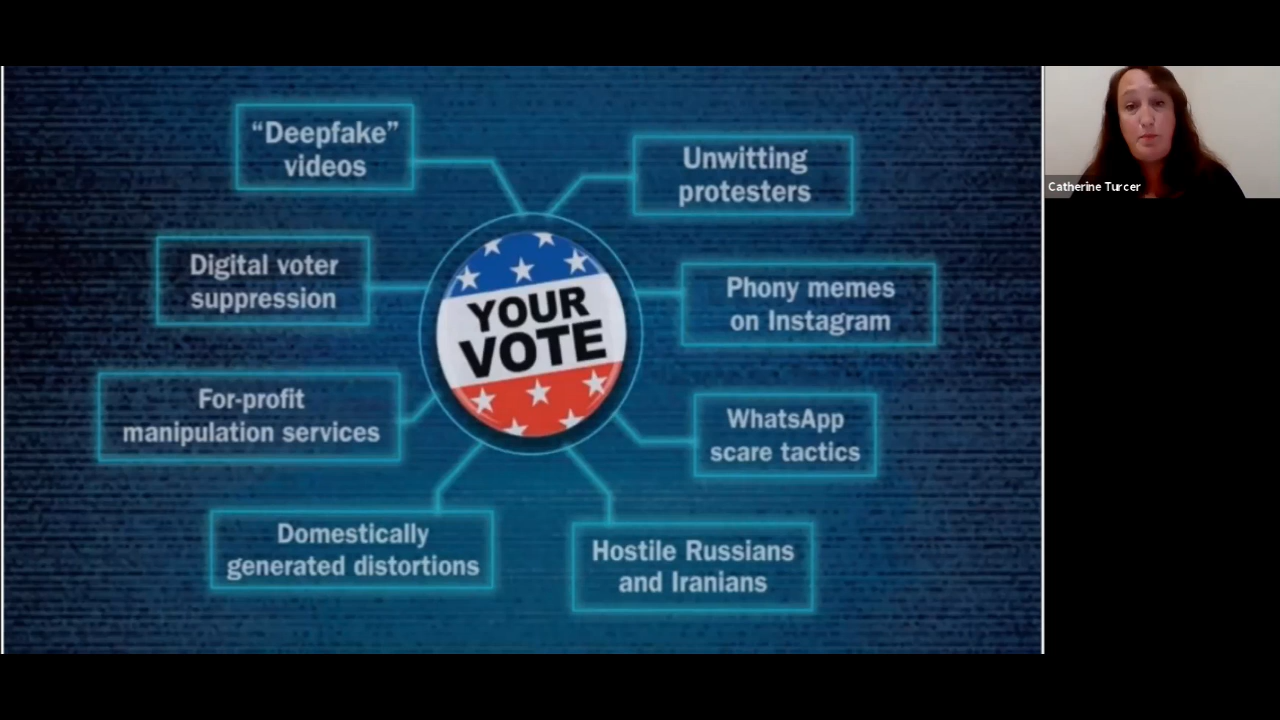 "Deepfake"
videos
Unwitting
protesters
Digital voter
suppression
Phony memes
on Instagram
YOUR
VOTE
For-profit
manipulation services
WhatsApp
scare tactics
Domestically
generated distortions
Hostile Russians
and Iranians
Catherine Turcer